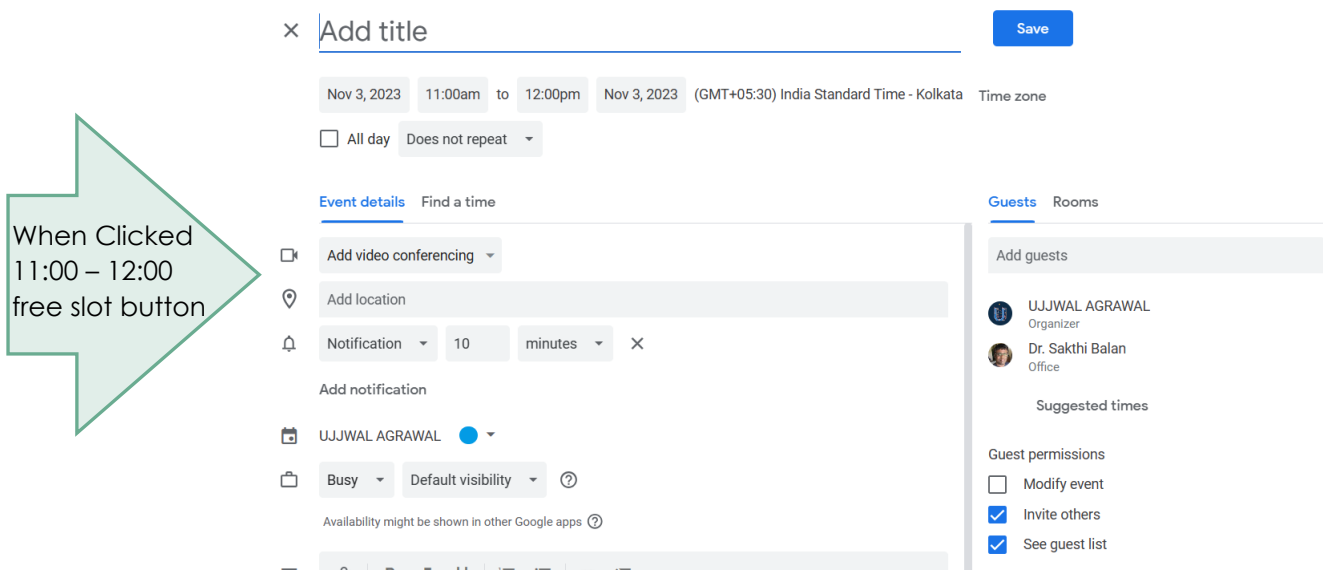 Add title
Save
Nov 3, 2023 11:00am to 12:00pm Nov 3, 2023 (GMT+05:30) India Standard Time - Kolkata Time zone
All day Does not repeat
When Clicked
11:00 – 12:00
free slot button
Event details Find a time
Add video conferencing
Add location
Notification 10 minutes
Add notification
UJJWAL AGRAWAL
Busy Default visibility
Availability might be shown in other Google apps
Guests Rooms
Add guests
UJJWAL AGRAWAL
Organizer
Dr. Sakthi Balan
Office
Suggested times
Guest permissions
Modify event
Invite others
See guest list